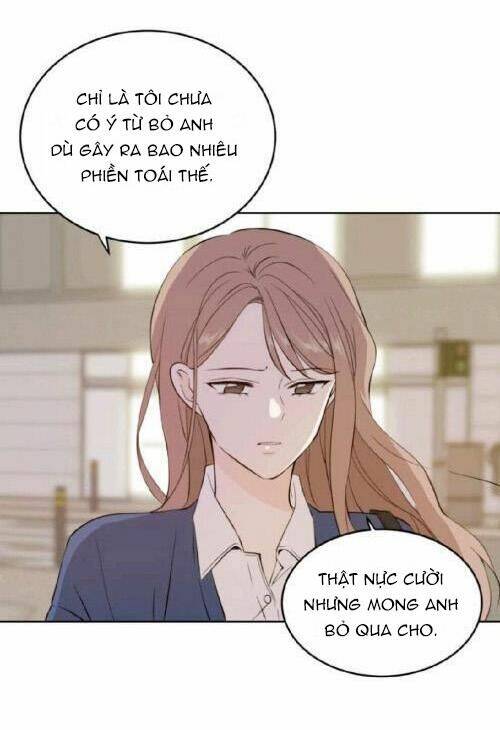 CHỈ LÀ TÔI CHƯA
CÓ Ý TỪ BỎ ANH
DÙ GÂY RA BAO NHIÊU
PHIỀN TOÁI THẾ.
THẬT NỰC CƯỜI
NHƯNG MONG ANH
BỎ QUA CHO.